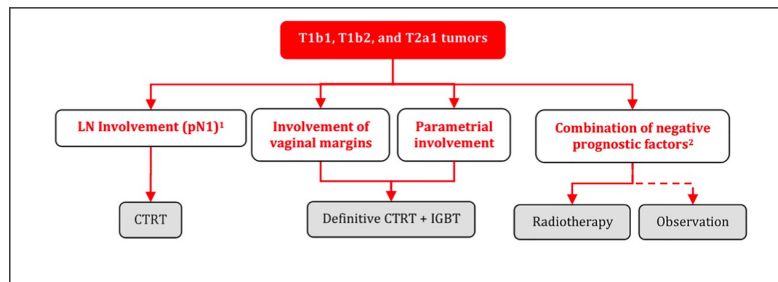 T1b1, T1b2, and T2a1 tumors
LN Involvement (pN1)¹
Involvement of
vaginal margins
Parametrial
involvement
Combination of negative
prognostic factors²
CTRT
Definitive CTRT + IGBT
Radiotherapy
Observation